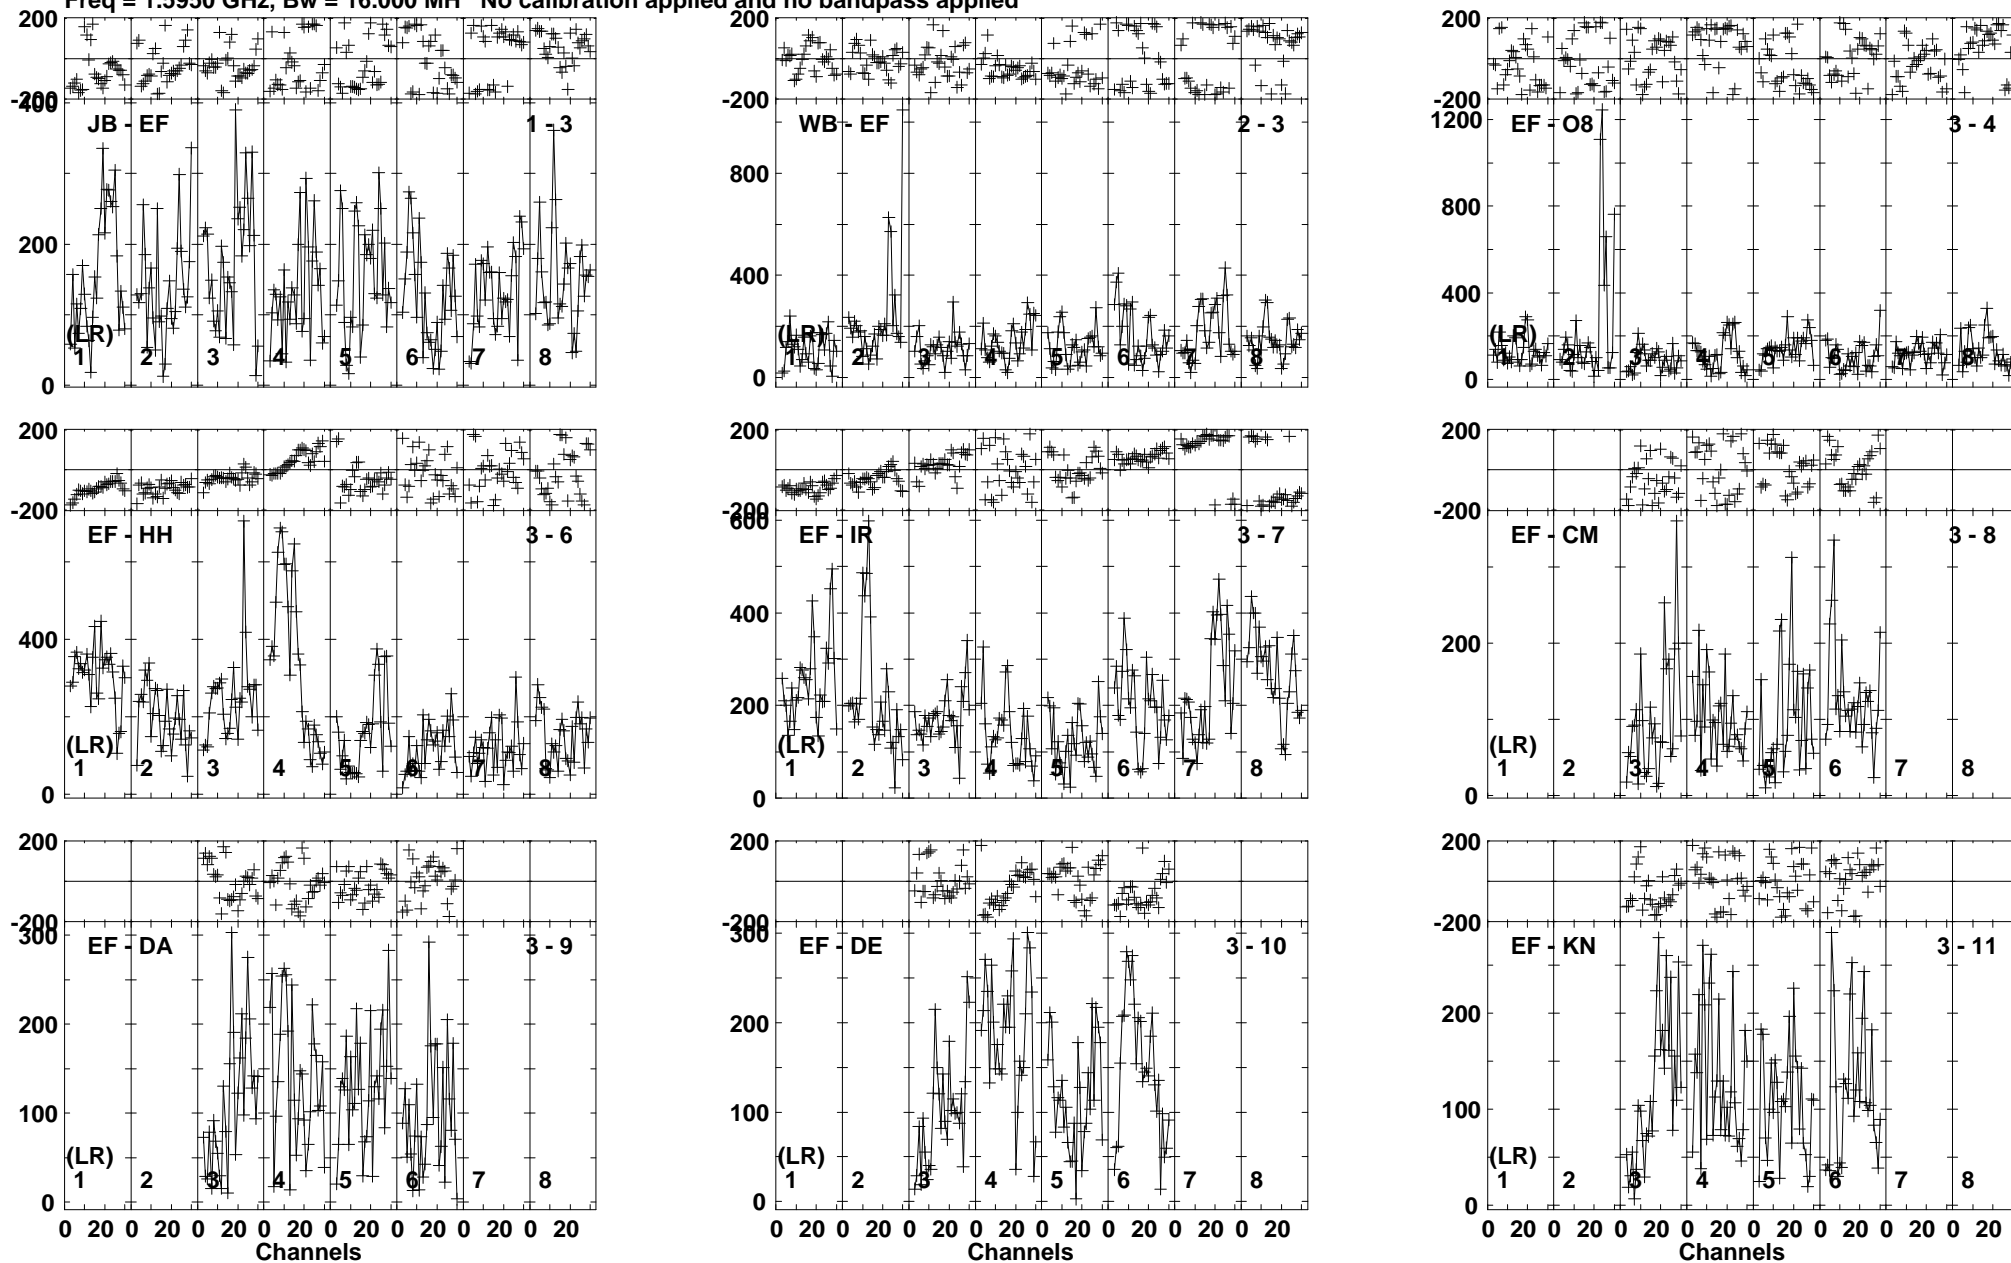 Freq = 1.5950 GHz, Bw = 16.000 MH No calibration applied and no bandpass applied
200 200 200
-200 -200 -200
400 JB - EF 1 - 3 WB - EF 2 - 3 1200 EF - O8 3 - 4
800 800
200 400 400
(LR) (LR) (LR)
1 2 3 4 5 6 7 8 1 2 3 4 5 6 7 8 1 2 3 4 5 6 7 8
0 0 0
200 200 200
-200 -200 -200
EF - HH 3 - 6 600 EF - IR 3 - 7 EF - CM 3 - 8
400 400 200
200
(LR) (LR) (LR)
1 2 3 4 5 6 7 8 1 2 3 4 5 6 7 8 1 2 3 4 5 6 7 8
0 0 0
200 200 200
-200 -200 -200
300 EF - DA 3 - 9 300 EF - DE 3 - 10 EF - KN 3 - 11
200 200 200
100 100 100
(LR) (LR) (LR)
1 2 3 4 5 6 7 8 1 2 3 4 5 6 7 8 1 2 3 4 5 6 7 8
0 0 0
0 20 0 20 0 20 0 20 0 20 0 20 0 20 0 20 0 20 0 20 0 20 0 20 0 20 0 20 0 20 0 20 0 20 0 20 0 20 0 20 0 20 0 20 0 20 0 20
Channels Channels Channels